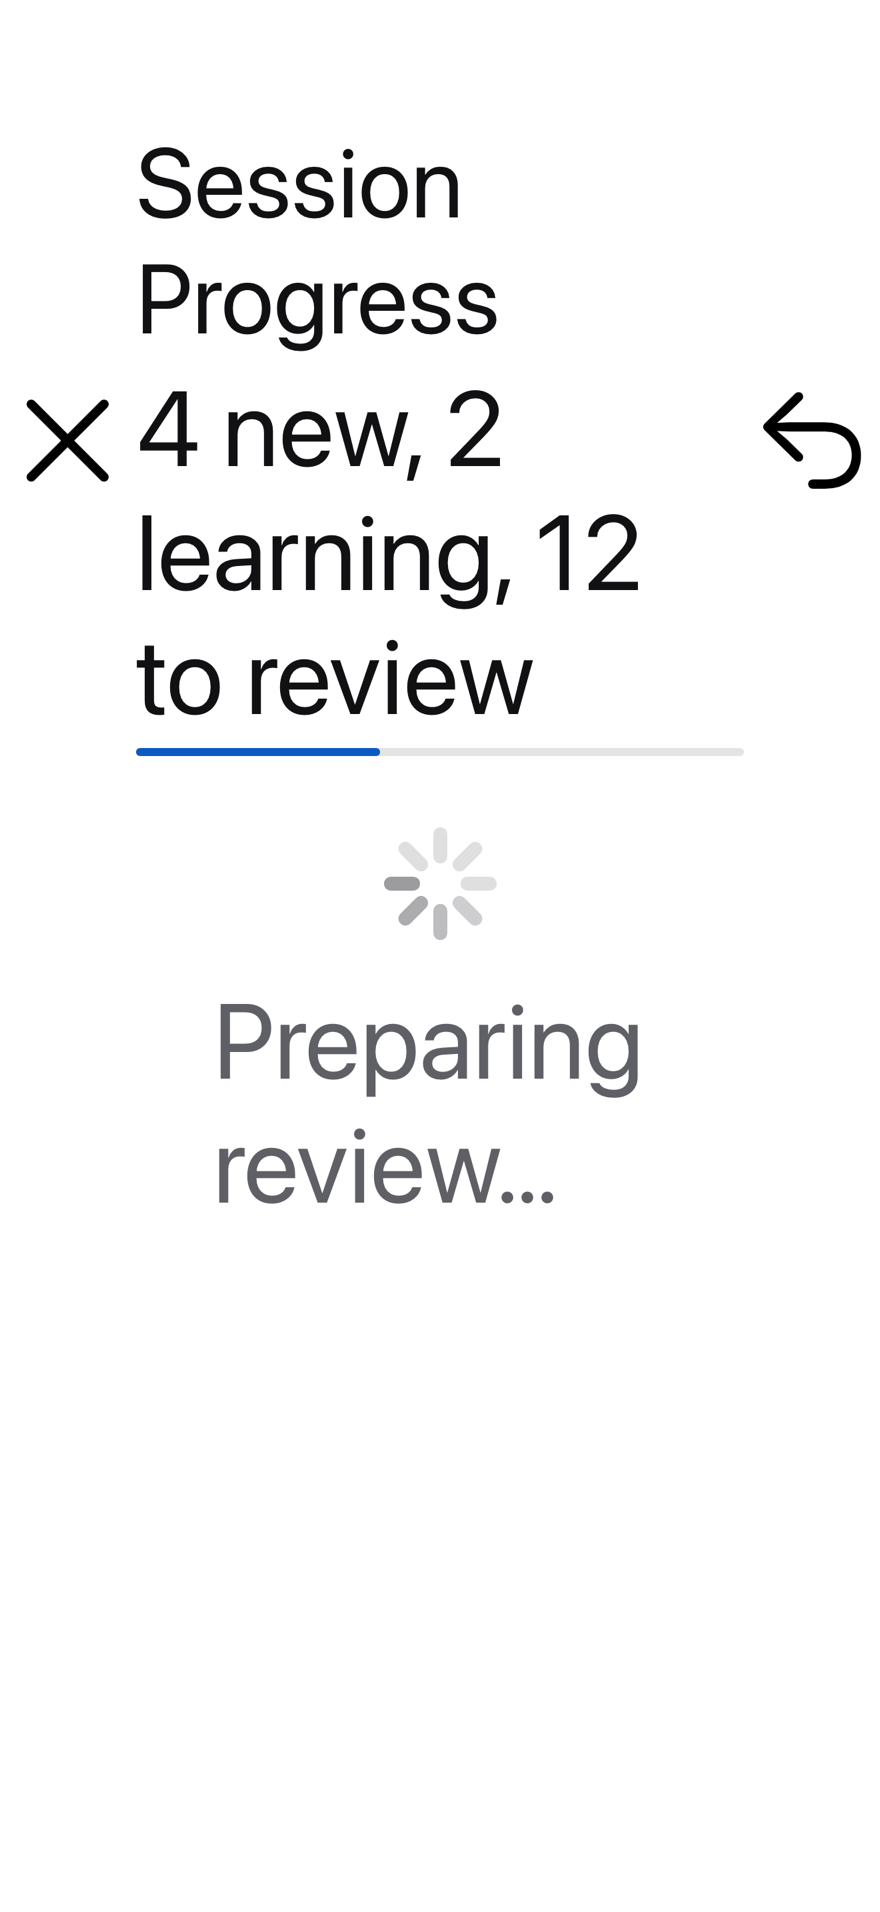 Session
Progress
4 new, 2
learning, 12
to review
Preparing
review...